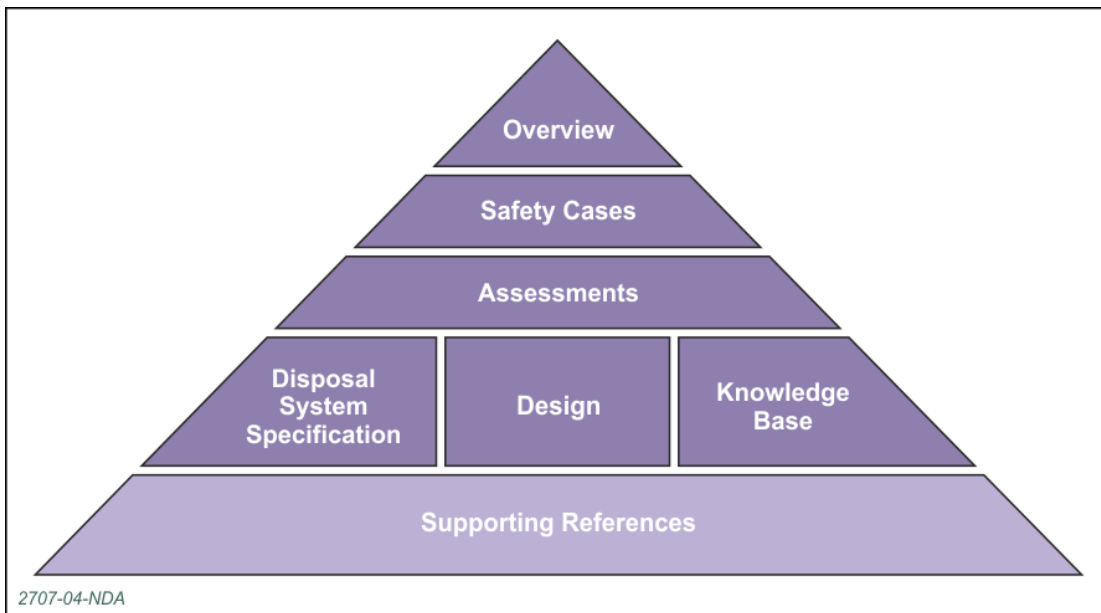 Overview
Safety Cases
Assessments
Disposal
System
Specification
Design
Knowledge
Base
Supporting References
2707-04-NDA